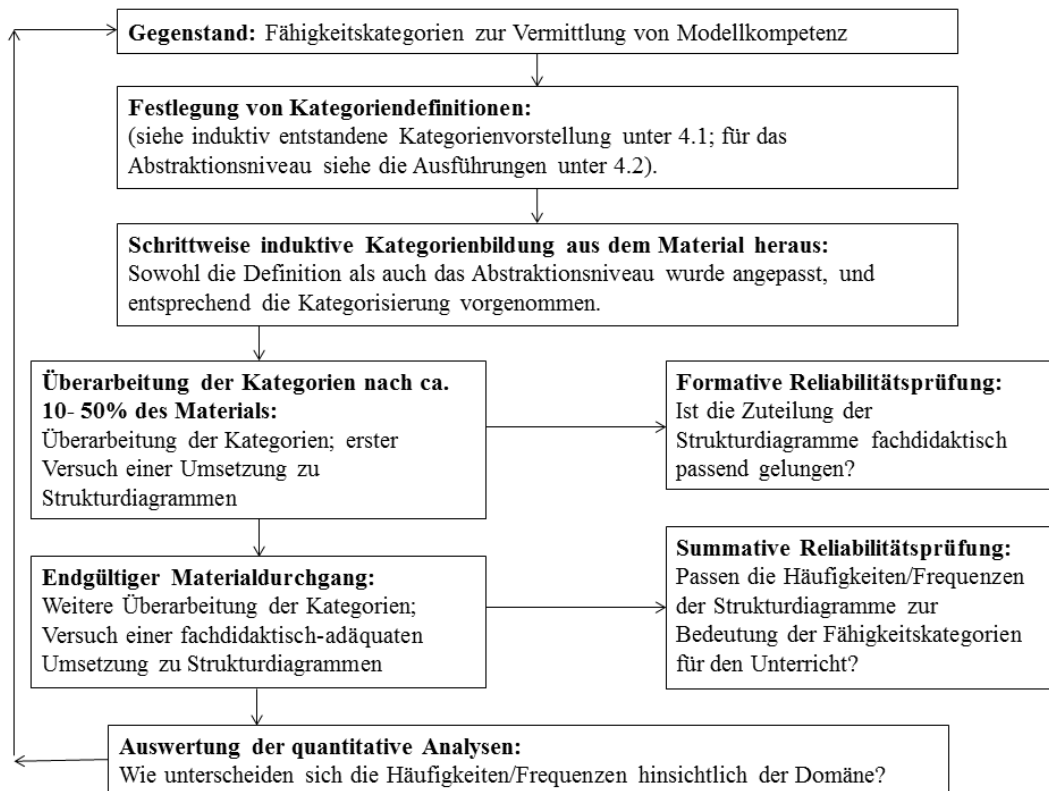 Gegenstand: Fähigkeitskategorien zur Vermittlung von Modellkompetenz
Festlegung von Kategoriendefinitionen:
(siehe induktiv entstandene Kategorienvorstellung unter 4.1; für das
Abstraktionsniveau siehe die Ausführungen unter 4.2).
Schrittweise induktive Kategorienbildung aus dem Material heraus:
Sowohl die Definition als auch das Abstraktionsniveau wurde angepasst, und
entsprechend die Kategorisierung vorgenommen.
Überarbeitung der Kategorien nach ca.
10- 50% des Materials:
Überarbeitung der Kategorien; erster
Versuch einer Umsetzung zu
Strukturdiagrammen
Formative Reliabilitätsprüfung:
Ist die Zuteilung der
Strukturdiagramme fachdidaktisch
passend gelungen?
Endgültiger Materialdurchgang:
Weitere Überarbeitung der Kategorien;
Versuch einer fachdidaktisch-adäquaten
Umsetzung zu Strukturdiagrammen
Summative Reliabilitätsprüfung:
Passen die Häufigkeiten/Frequenzen
der Strukturdiagramme zur
Bedeutung der Fähigkeitskategorien
für den Unterricht?
Auswertung der quantitative Analysen:
Wie unterscheiden sich die Häufigkeiten/Frequenzen hinsichtlich der Domäne?